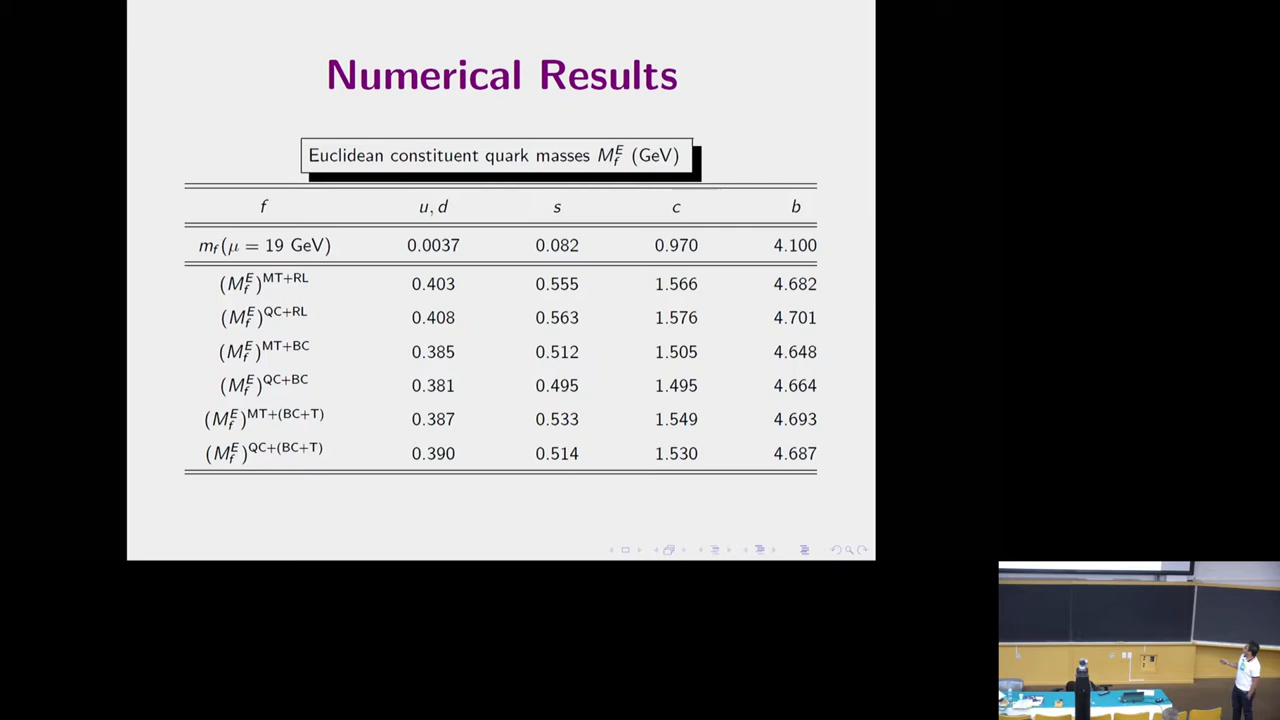 Numerical Results
Euclidean constituent quark masses M_f^E (GeV)
f u, d s c b
m_f(μ = 19 GeV) 0.0037 0.082 0.970 4.100
(M_f^E)^MT+RL 0.403 0.555 1.566 4.682
(M_f^E)^QC+RL 0.408 0.563 1.576 4.701
(M_f^E)^MT+BC 0.385 0.512 1.505 4.648
(M_f^E)^QC+BC 0.381 0.495 1.495 4.664
(M_f^E)^MT+(BC+T) 0.387 0.533 1.549 4.693
(M_f^E)^QC+(BC+T) 0.390 0.514 1.530 4.687